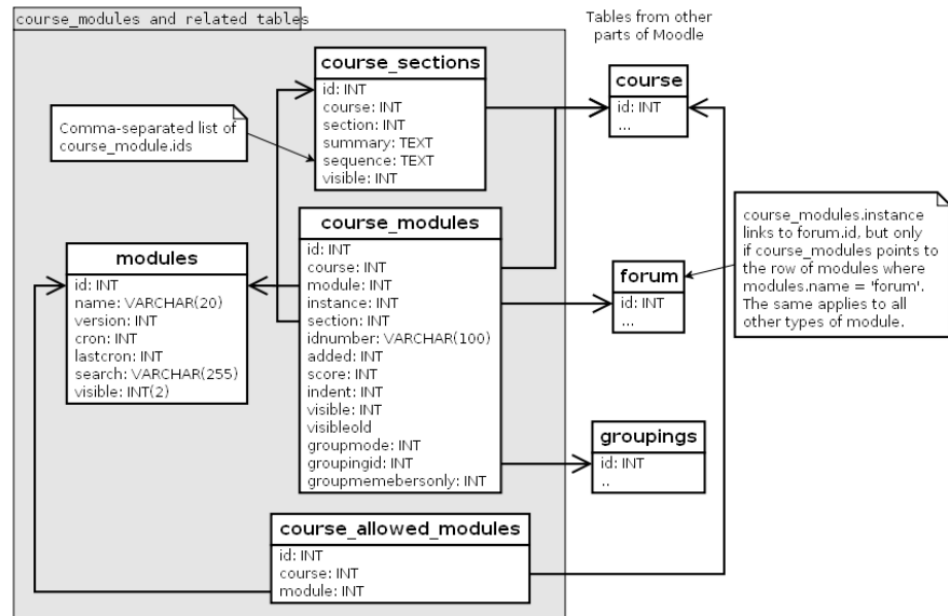 course_modules and related tables
Tables from other
parts of Moodle
course_sections
id: INT
course: INT
section: INT
summary: TEXT
sequence: TEXT
visible: INT
course
id: INT
...
Comma-separated list of
course_module.ids
course_modules
id: INT
course: INT
module: INT
instance: INT
section: INT
idnumber: VARCHAR(100)
added: INT
score: INT
indent: INT
visible: INT
visibleold
groupmode: INT
groupingid: INT
groupmemebersonly: INT
modules
id: INT
name: VARCHAR(20)
version: INT
cron: INT
lastcron: INT
search: VARCHAR(255)
visible: INT(2)
forum
id: INT
...
course_modules.instance
links to forum.id, but only
if course_modules points to
the row of modules where
modules.name = 'forum'.
The same applies to all
other types of module.
groupings
id: INT
..
course_allowed_modules
id: INT
course: INT
module: INT